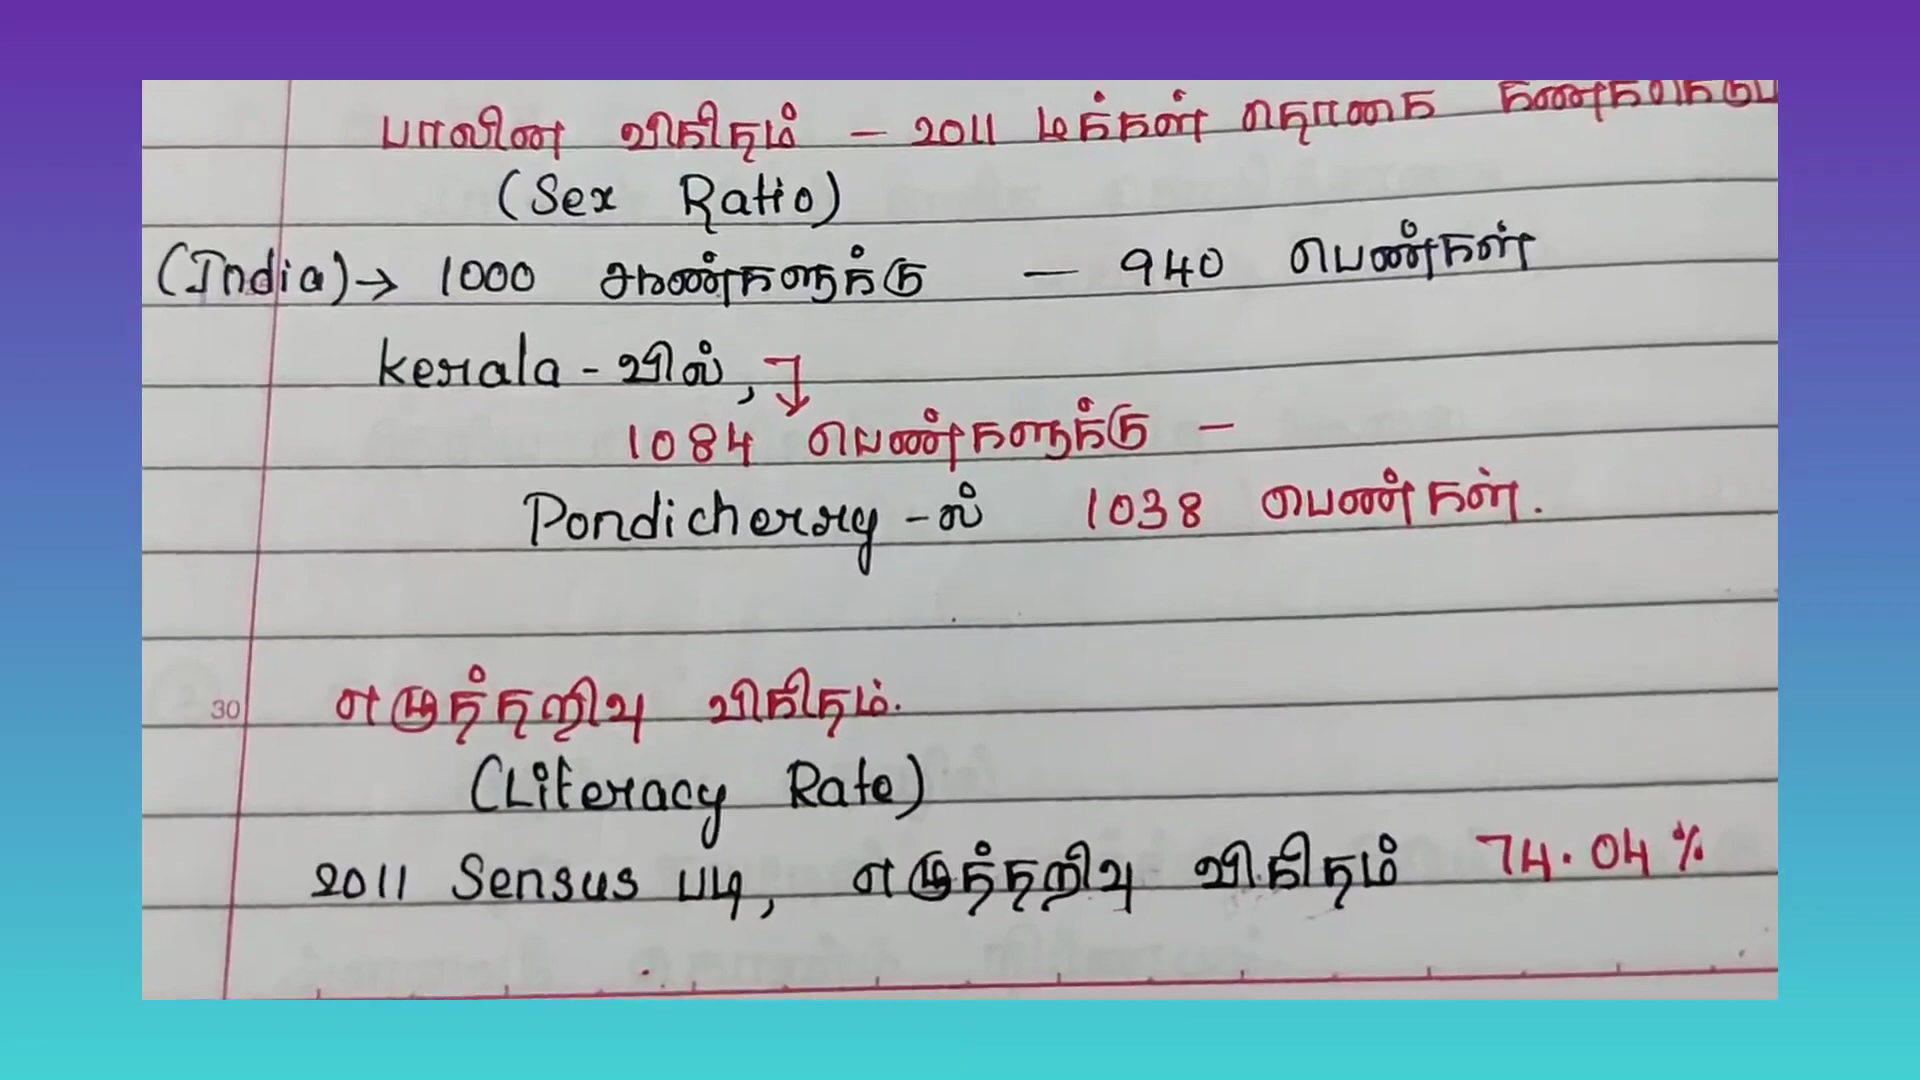 பாலின விகிதம் – 2011 மக்கள் தொகை
(Sex Ratio)
(India) → 1000 ஆண்களுக்கு – 940 பெண்கள்
Kerala - வில்,
1084 பெண்களுக்கு –
Pondicherry - ல் 1038 பெண்கள்.
30
எழுத்தறிவு விகிதம்.
(Literacy Rate)
2011 Sensus படி, எழுத்தறிவு விகிதம் 74.04 %